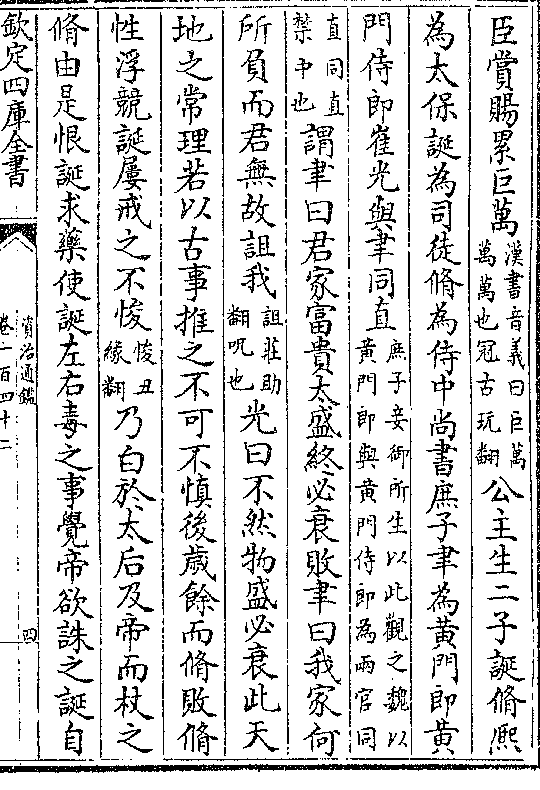 臣賞賜累巨萬漢書音義曰巨萬萬萬也冠古玩翻公主生二子誕脩熈
為太保誕為司徒脩為侍中尚書庶子聿為黄門郎黄
門侍郎崔光與聿同直庶子妾御所生以此觀之魏以黄門郎與黄門侍郎為兩官同
直同直禁中也謂聿曰君家富貴太盛終必衰敗聿曰我家何
所負而君無故詛我詛莊助翻呪也光曰不然物盛必衰此天
地之常理若以古事推之不可不慎後歲餘而脩敗脩
性浮競誕屢戒之不悛悛丑緣翻乃白於太后及帝而杖之
脩由是恨誕求藥使誕左右毒之事覺帝欲誅之誕自
欽定四庫全書
資治通鑑
卷一百四十二
四